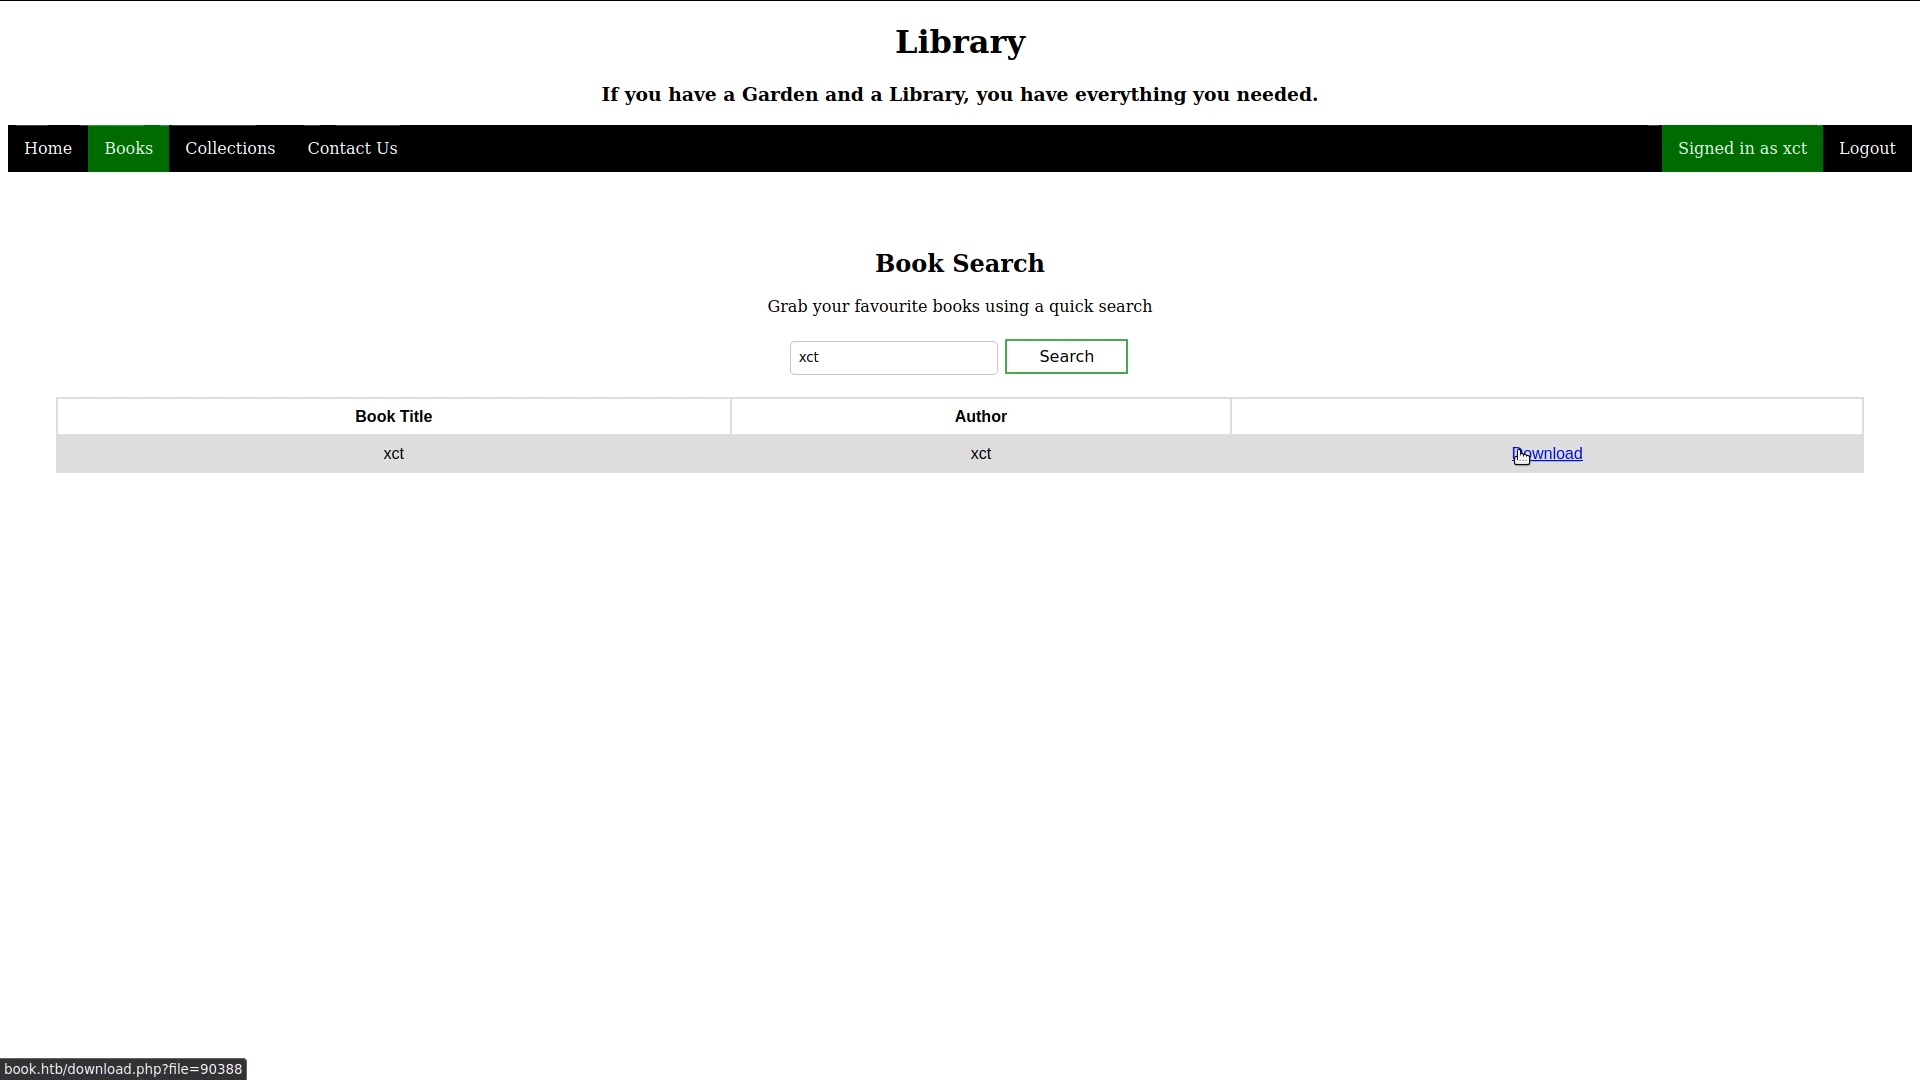 Library
If you have a Garden and a Library, you have everything you needed.
Home Books Collections Contact Us Signed in as xct Logout
Book Search
Grab your favourite books using a quick search
xct Search
Book Title Author
xct xct Download
book.htb/download.php?file=90388